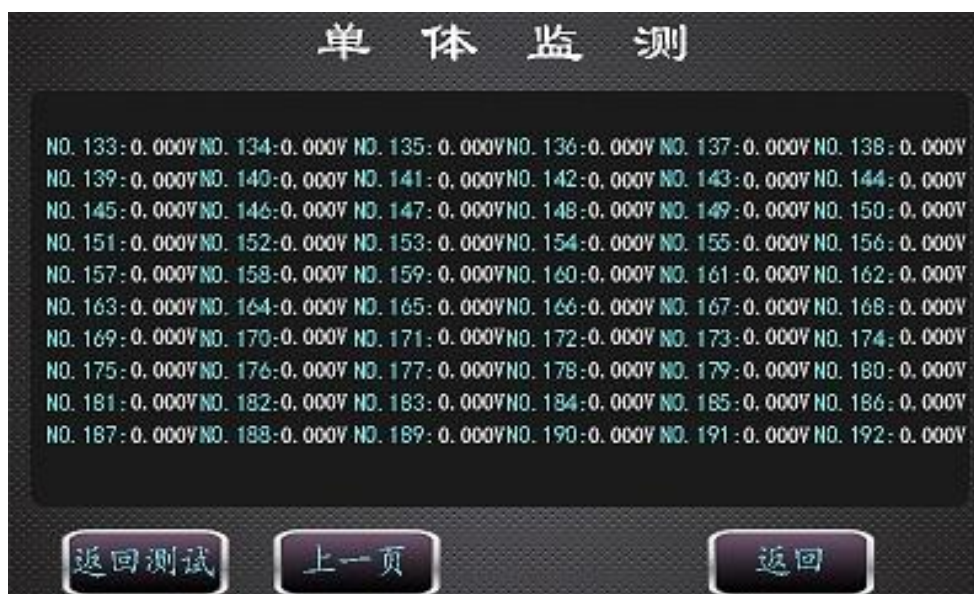 单 体 监 测
NO. 133:0.000V NO. 134:0.000V NO. 135:0.000V NO. 136:0.000V NO. 137:0.000V NO. 138:0.000V
NO. 139:0.000V NO. 140:0.000V NO. 141:0.000V NO. 142:0.000V NO. 143:0.000V NO. 144:0.000V
NO. 145:0.000V NO. 146:0.000V NO. 147:0.000V NO. 148:0.000V NO. 149:0.000V NO. 150:0.000V
NO. 151:0.000V NO. 152:0.000V NO. 153:0.000V NO. 154:0.000V NO. 155:0.000V NO. 156:0.000V
NO. 157:0.000V NO. 158:0.000V NO. 159:0.000V NO. 160:0.000V NO. 161:0.000V NO. 162:0.000V
NO. 163:0.000V NO. 164:0.000V NO. 165:0.000V NO. 166:0.000V NO. 167:0.000V NO. 168:0.000V
NO. 169:0.000V NO. 170:0.000V NO. 171:0.000V NO. 172:0.000V NO. 173:0.000V NO. 174:0.000V
NO. 175:0.000V NO. 176:0.000V NO. 177:0.000V NO. 178:0.000V NO. 179:0.000V NO. 180:0.000V
NO. 181:0.000V NO. 182:0.000V NO. 183:0.000V NO. 184:0.000V NO. 185:0.000V NO. 186:0.000V
NO. 187:0.000V NO. 188:0.000V NO. 189:0.000V NO. 190:0.000V NO. 191:0.000V NO. 192:0.000V
返回测试 上一页 返回